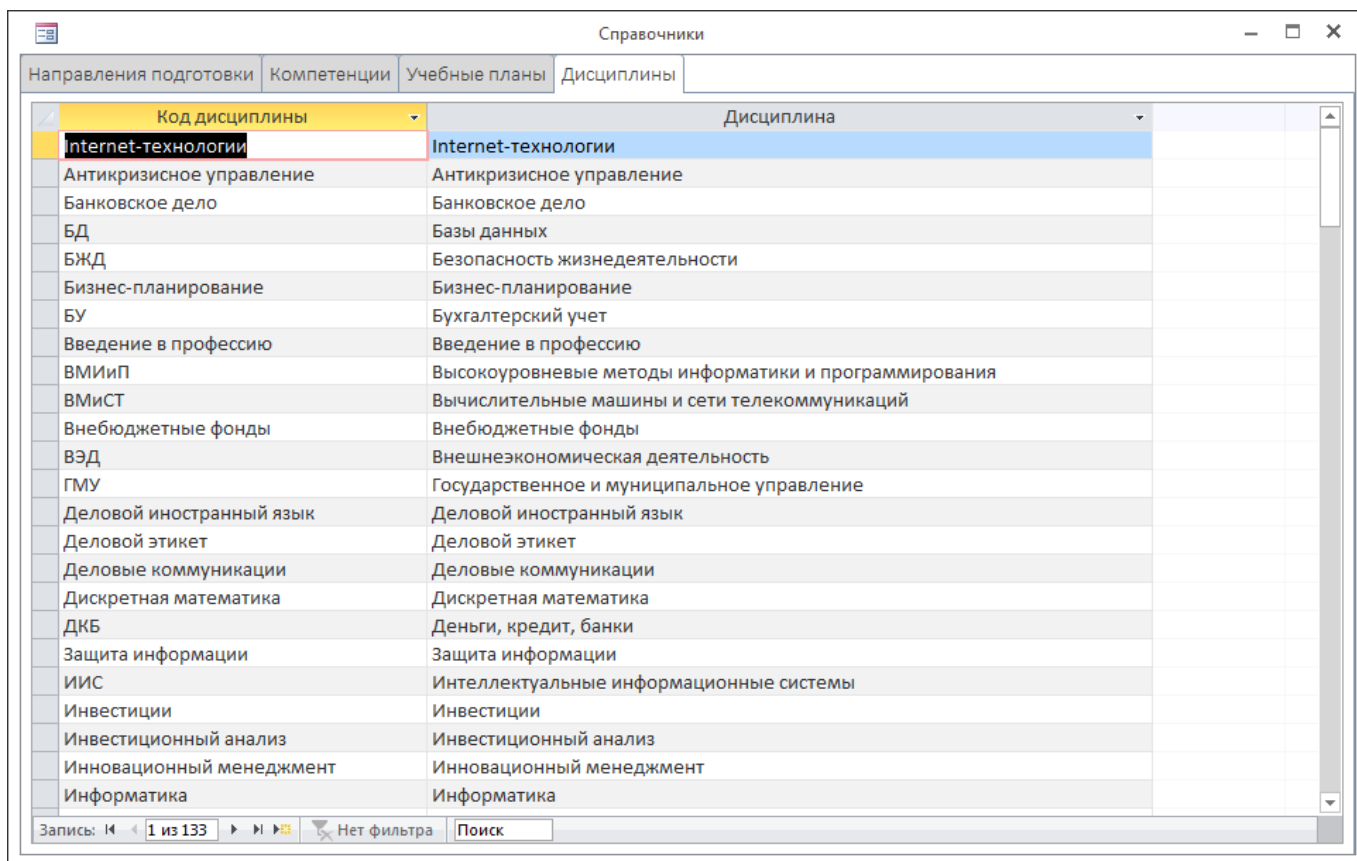 Справочники
Направления подготовки Компетенции Учебные планы Дисциплины
Код дисциплины Дисциплина
Internet-технологии Internet-технологии
Антикризисное управление Антикризисное управление
Банковское дело Банковское дело
БД Базы данных
БЖД Безопасность жизнедеятельности
Бизнес-планирование Бизнес-планирование
БУ Бухгалтерский учет
Введение в профессию Введение в профессию
ВМИиП Высокоуровневые методы информатики и программирования
ВМиСТ Вычислительные машины и сети телекоммуникаций
Внебюджетные фонды Внебюджетные фонды
ВЭД Внешнеэкономическая деятельность
ГМУ Государственное и муниципальное управление
Деловой иностранный язык Деловой иностранный язык
Деловой этикет Деловой этикет
Деловые коммуникации Деловые коммуникации
Дискретная математика Дискретная математика
ДКБ Деньги, кредит, банки
Защита информации Защита информации
ИИС Интеллектуальные информационные системы
Инвестиции Инвестиции
Инвестиционный анализ Инвестиционный анализ
Инновационный менеджмент Инновационный менеджмент
Информатика Информатика
Запись: 1 из 133 Нет фильтра Поиск